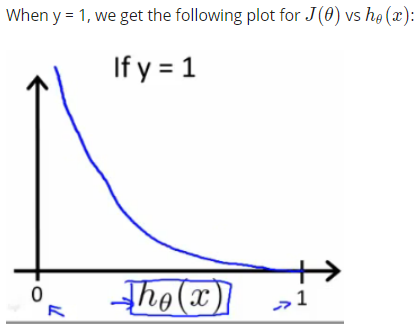 When y = 1, we get the following plot for J(θ) vs hθ(x):
If y = 1
0
hθ(x)
1